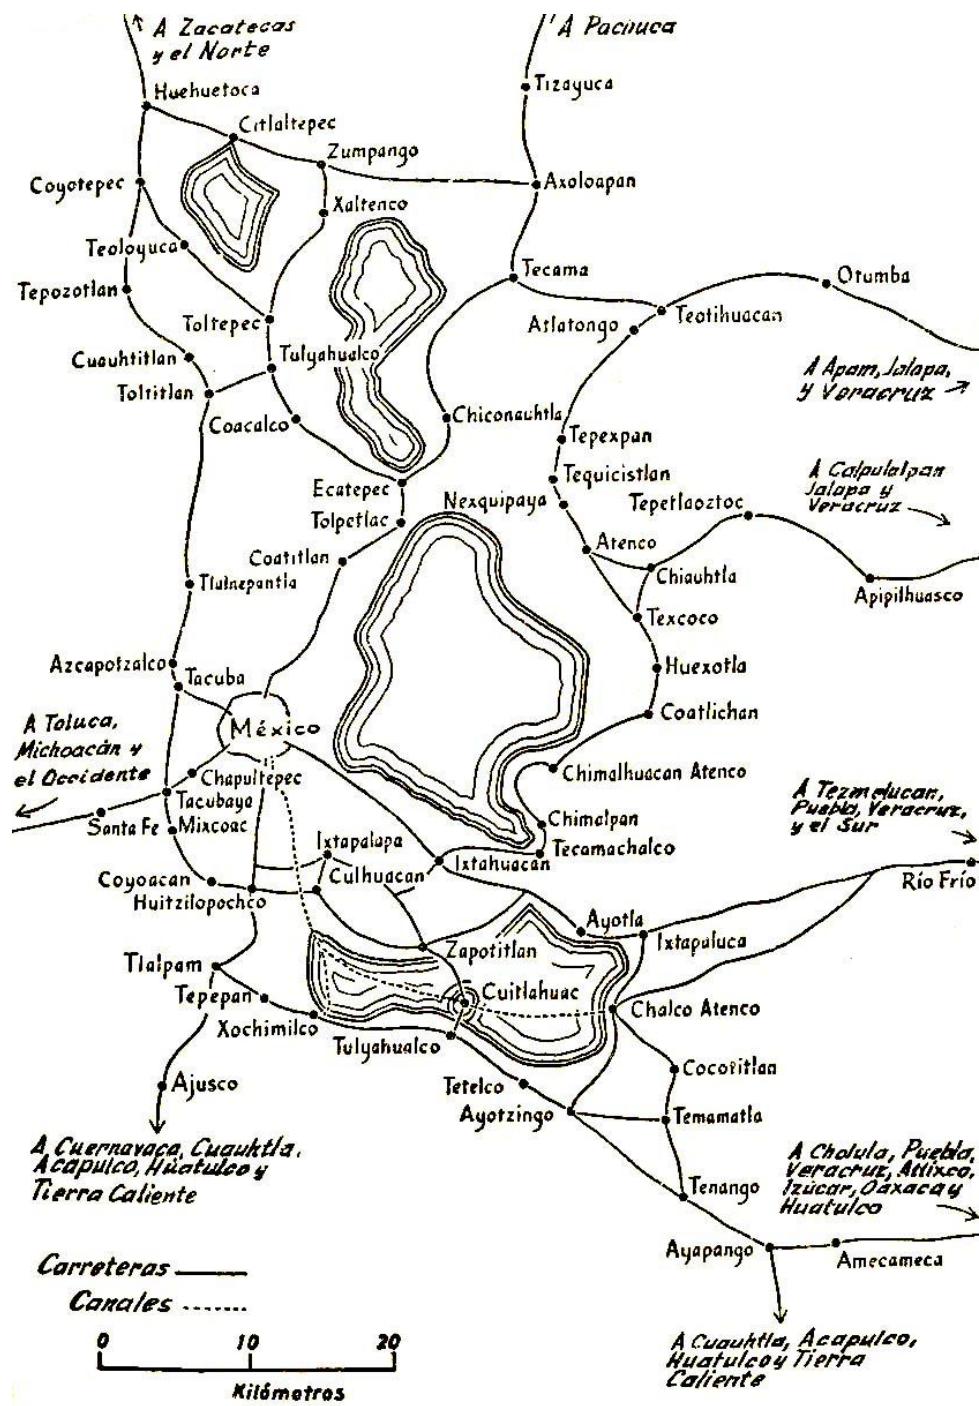 A Zacatecas
y el Norte
A Pachuca
Tizayuca
Huehuetoca
Citlaltepec
Zumpango
Coyotepec
Xaltenco
Axoloapan
Teoloyuca
Tecama
Otumba
Tepozotlan
Toltepec
Atlatongo
Teotihuacan
Cuauhtitlan
Tulyahualco
A Apam, Jalapa,
y Veracruz
Toltitlan
Coacalco
Chiconauhtla
Tepexpan
A Calpulalpan
Jalapa y
Veracruz
Ecatepec
Tequicistlan
Nexquipaya
Tepetlaoztoc
Tolpetlac
Coatitlan
Atenco
Chiauhtla
Tlalnepantla
Apipilhuasco
Texcoco
Azcapotzalco
Tacuba
Huexotla
México
Coatlichan
A Toluca,
Michoacán y
el Occidente
Chapultepec
Chimalhuacan Atenco
Tacubaya
A Tezmelucan,
Puebla, Veracruz,
y el Sur
Santa Fe
Mixcoac
Chimalpan
Ixtapalapa
Tecamachalco
Ixtahuacan
Coyoacan
Culhuacan
Río Frío
Huitzilopochco
Ayotla
Ixtapaluca
Zapotitlan
Tlalpam
Cuitlahuac
Tepepan
Chalco Atenco
Xochimilco
Tulyahualco
Cocotitlan
Ajusco
Tetelco
Ayotzingo
Temamatla
A Cuernavaca, Cuauhtla,
Acapulco, Huatulco y
Tierra Caliente
A Cholula, Puebla,
Veracruz, Atlixco,
Izúcar, Oaxaca y
Huatulco
Tenango
Ayapango
Amecameca
Carreteras
Canales
0 10 20
Kilómetros
A Cuauhtla, Acapulco,
Huatulco y Tierra
Caliente